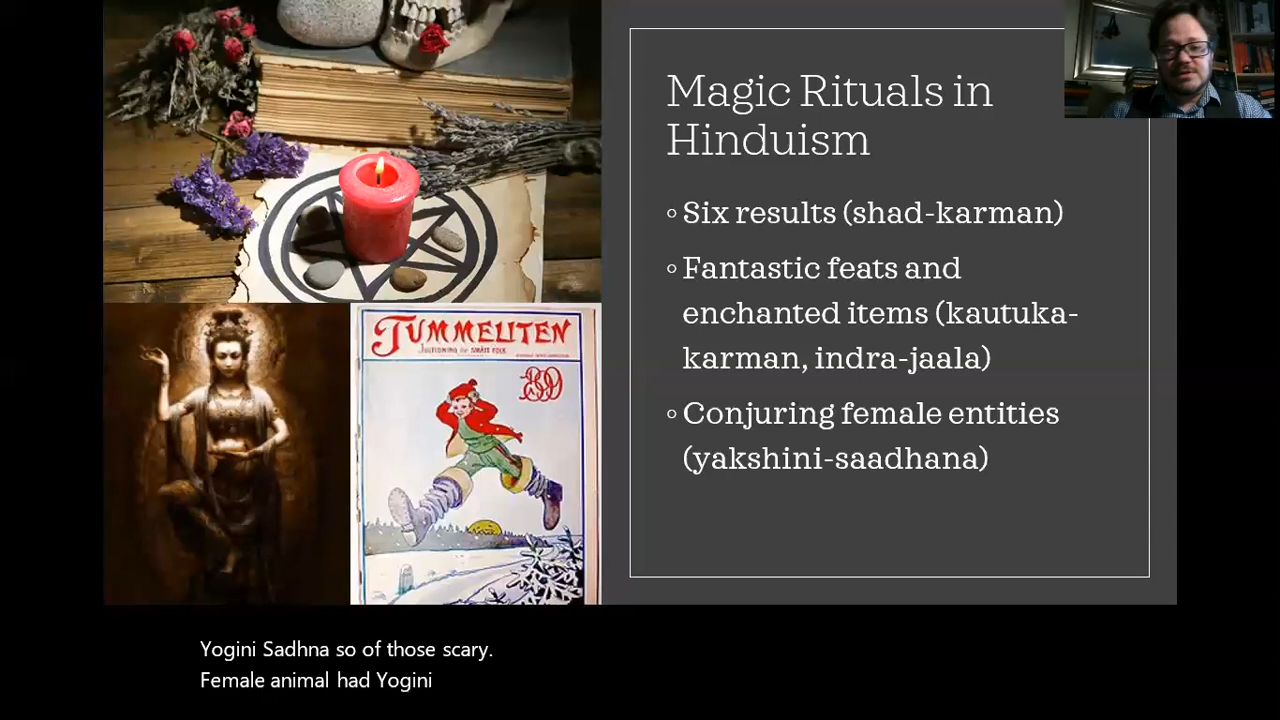 Magic Rituals in
Hinduism
◦ Six results (shad-karman)
◦ Fantastic feats and
enchanted items (kautuka-
karman, indra-jaala)
◦ Conjuring female entities
(yakshini-saadhana)
TUMMELITEN
Yogini Sadhna so of those scary.
Female animal had Yogini